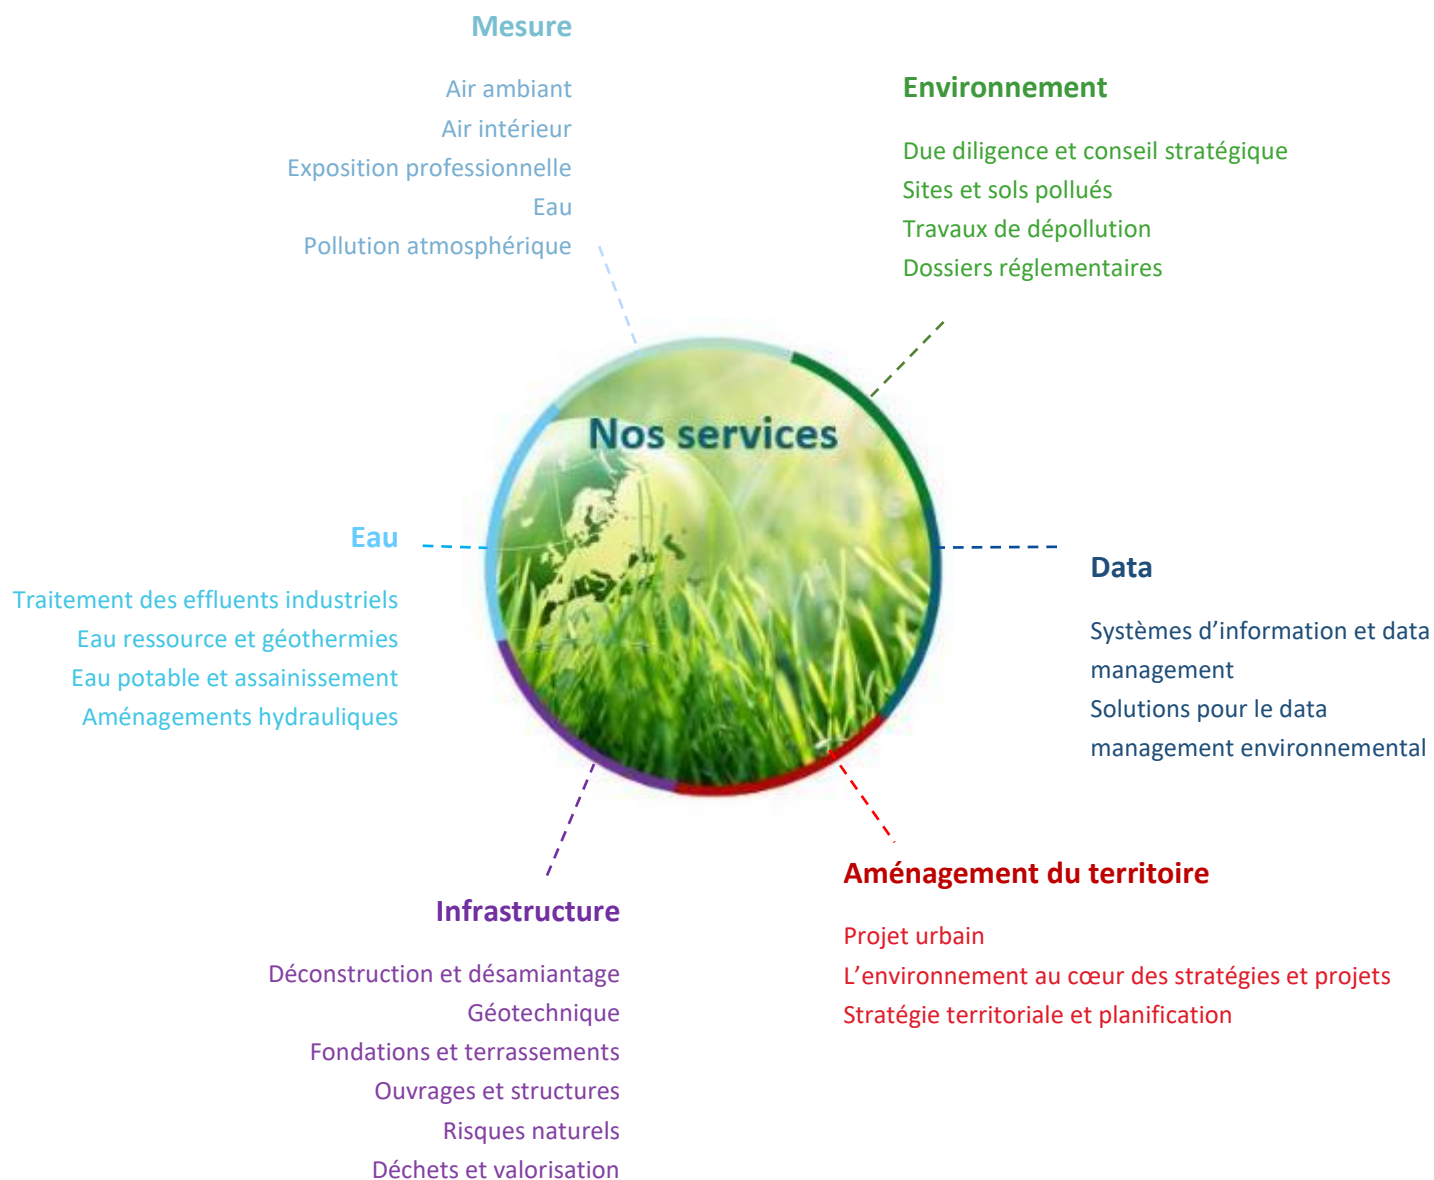 Mesure
Air ambiant
Air intérieur
Exposition professionnelle
Eau
Pollution atmosphérique
Environnement
Due diligence et conseil stratégique
Sites et sols pollués
Travaux de dépollution
Dossiers réglementaires
Nos services
Eau
Traitement des effluents industriels
Eau ressource et géothermies
Eau potable et assainissement
Aménagements hydrauliques
Data
Systèmes d’information et data
management
Solutions pour le data
management environnemental
Infrastructure
Déconstruction et désamiantage
Géotechnique
Fondations et terrassements
Ouvrages et structures
Risques naturels
Déchets et valorisation
Aménagement du territoire
Projet urbain
L’environnement au cœur des stratégies et projets
Stratégie territoriale et planification